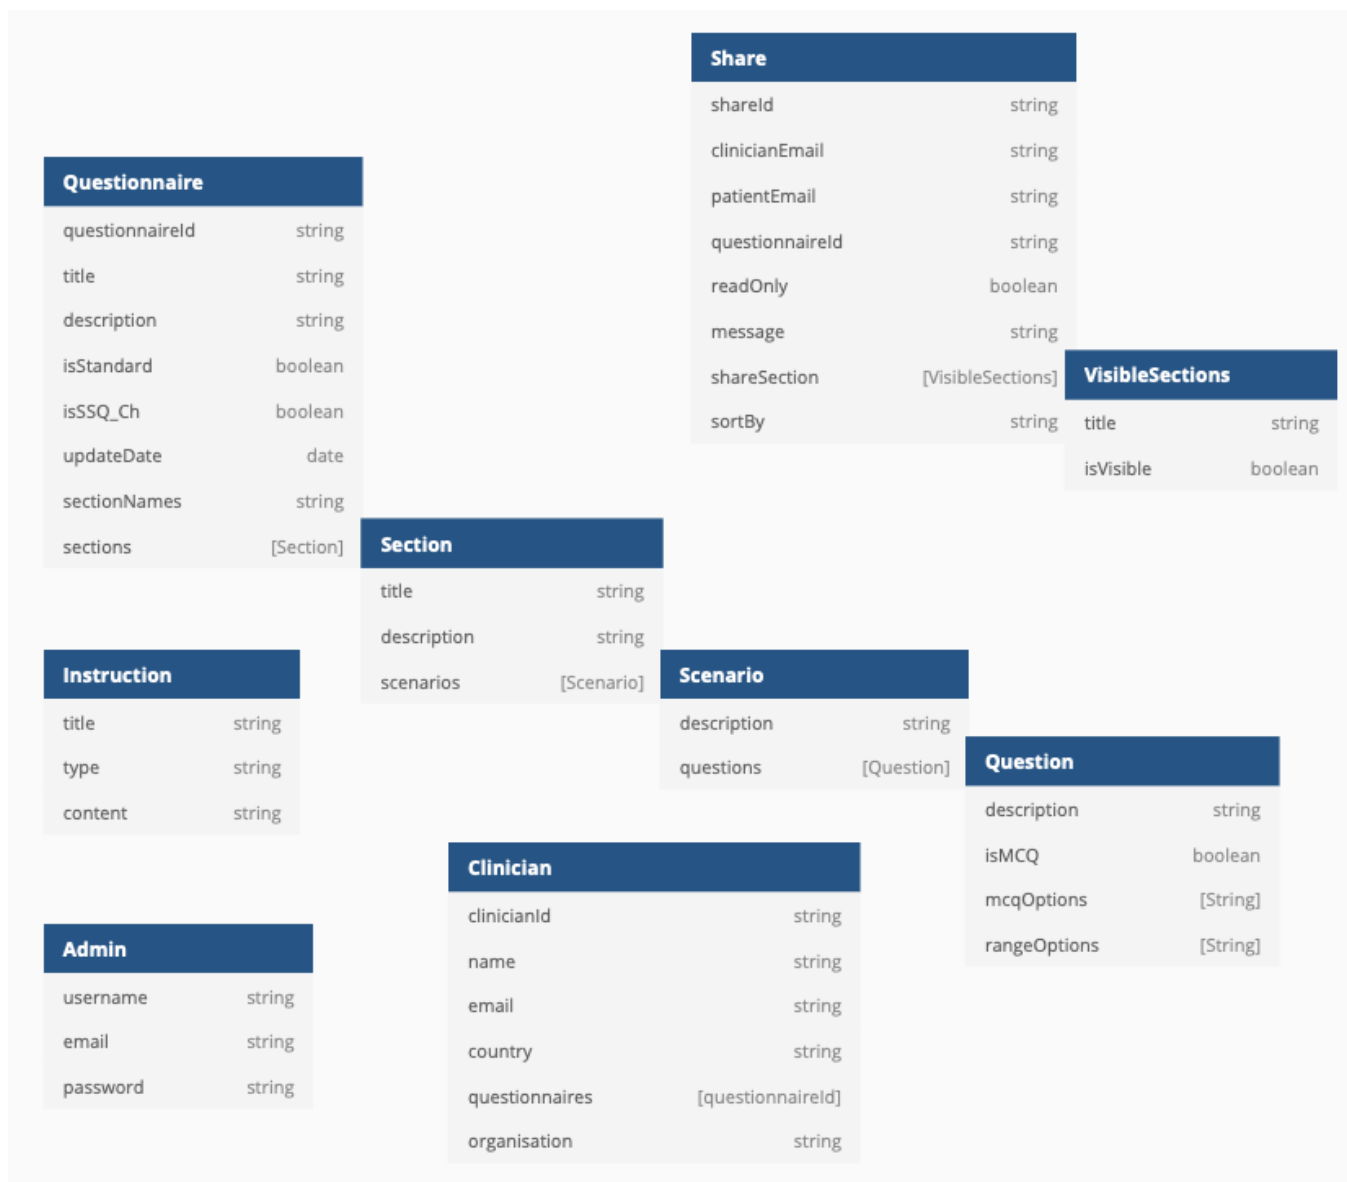 Share
shareId string
clinicianEmail string
patientEmail string
questionnaireId string
readOnly boolean
message string
shareSection [VisibleSections]
sortBy string
VisibleSections
title string
isVisible boolean
Questionnaire
questionnaireId string
title string
description string
isStandard boolean
isSSQ_Ch boolean
updateDate date
sectionNames string
sections [Section]
Section
title string
description string
scenarios [Scenario]
Scenario
description string
questions [Question]
Question
description string
isMCQ boolean
mcqOptions [String]
rangeOptions [String]
Instruction
title string
type string
content string
Clinician
clinicianId string
name string
email string
country string
questionnaires [questionnaireId]
organisation string
Admin
username string
email string
password string